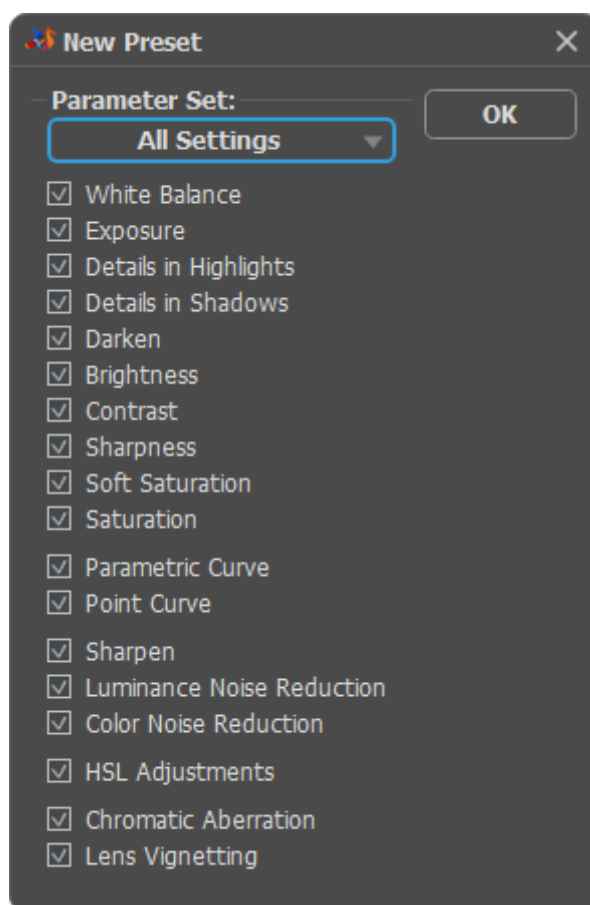 New Preset
Parameter Set:
OK
All Settings
White Balance
Exposure
Details in Highlights
Details in Shadows
Darken
Brightness
Contrast
Sharpness
Soft Saturation
Saturation
Parametric Curve
Point Curve
Sharpen
Luminance Noise Reduction
Color Noise Reduction
HSL Adjustments
Chromatic Aberration
Lens Vignetting